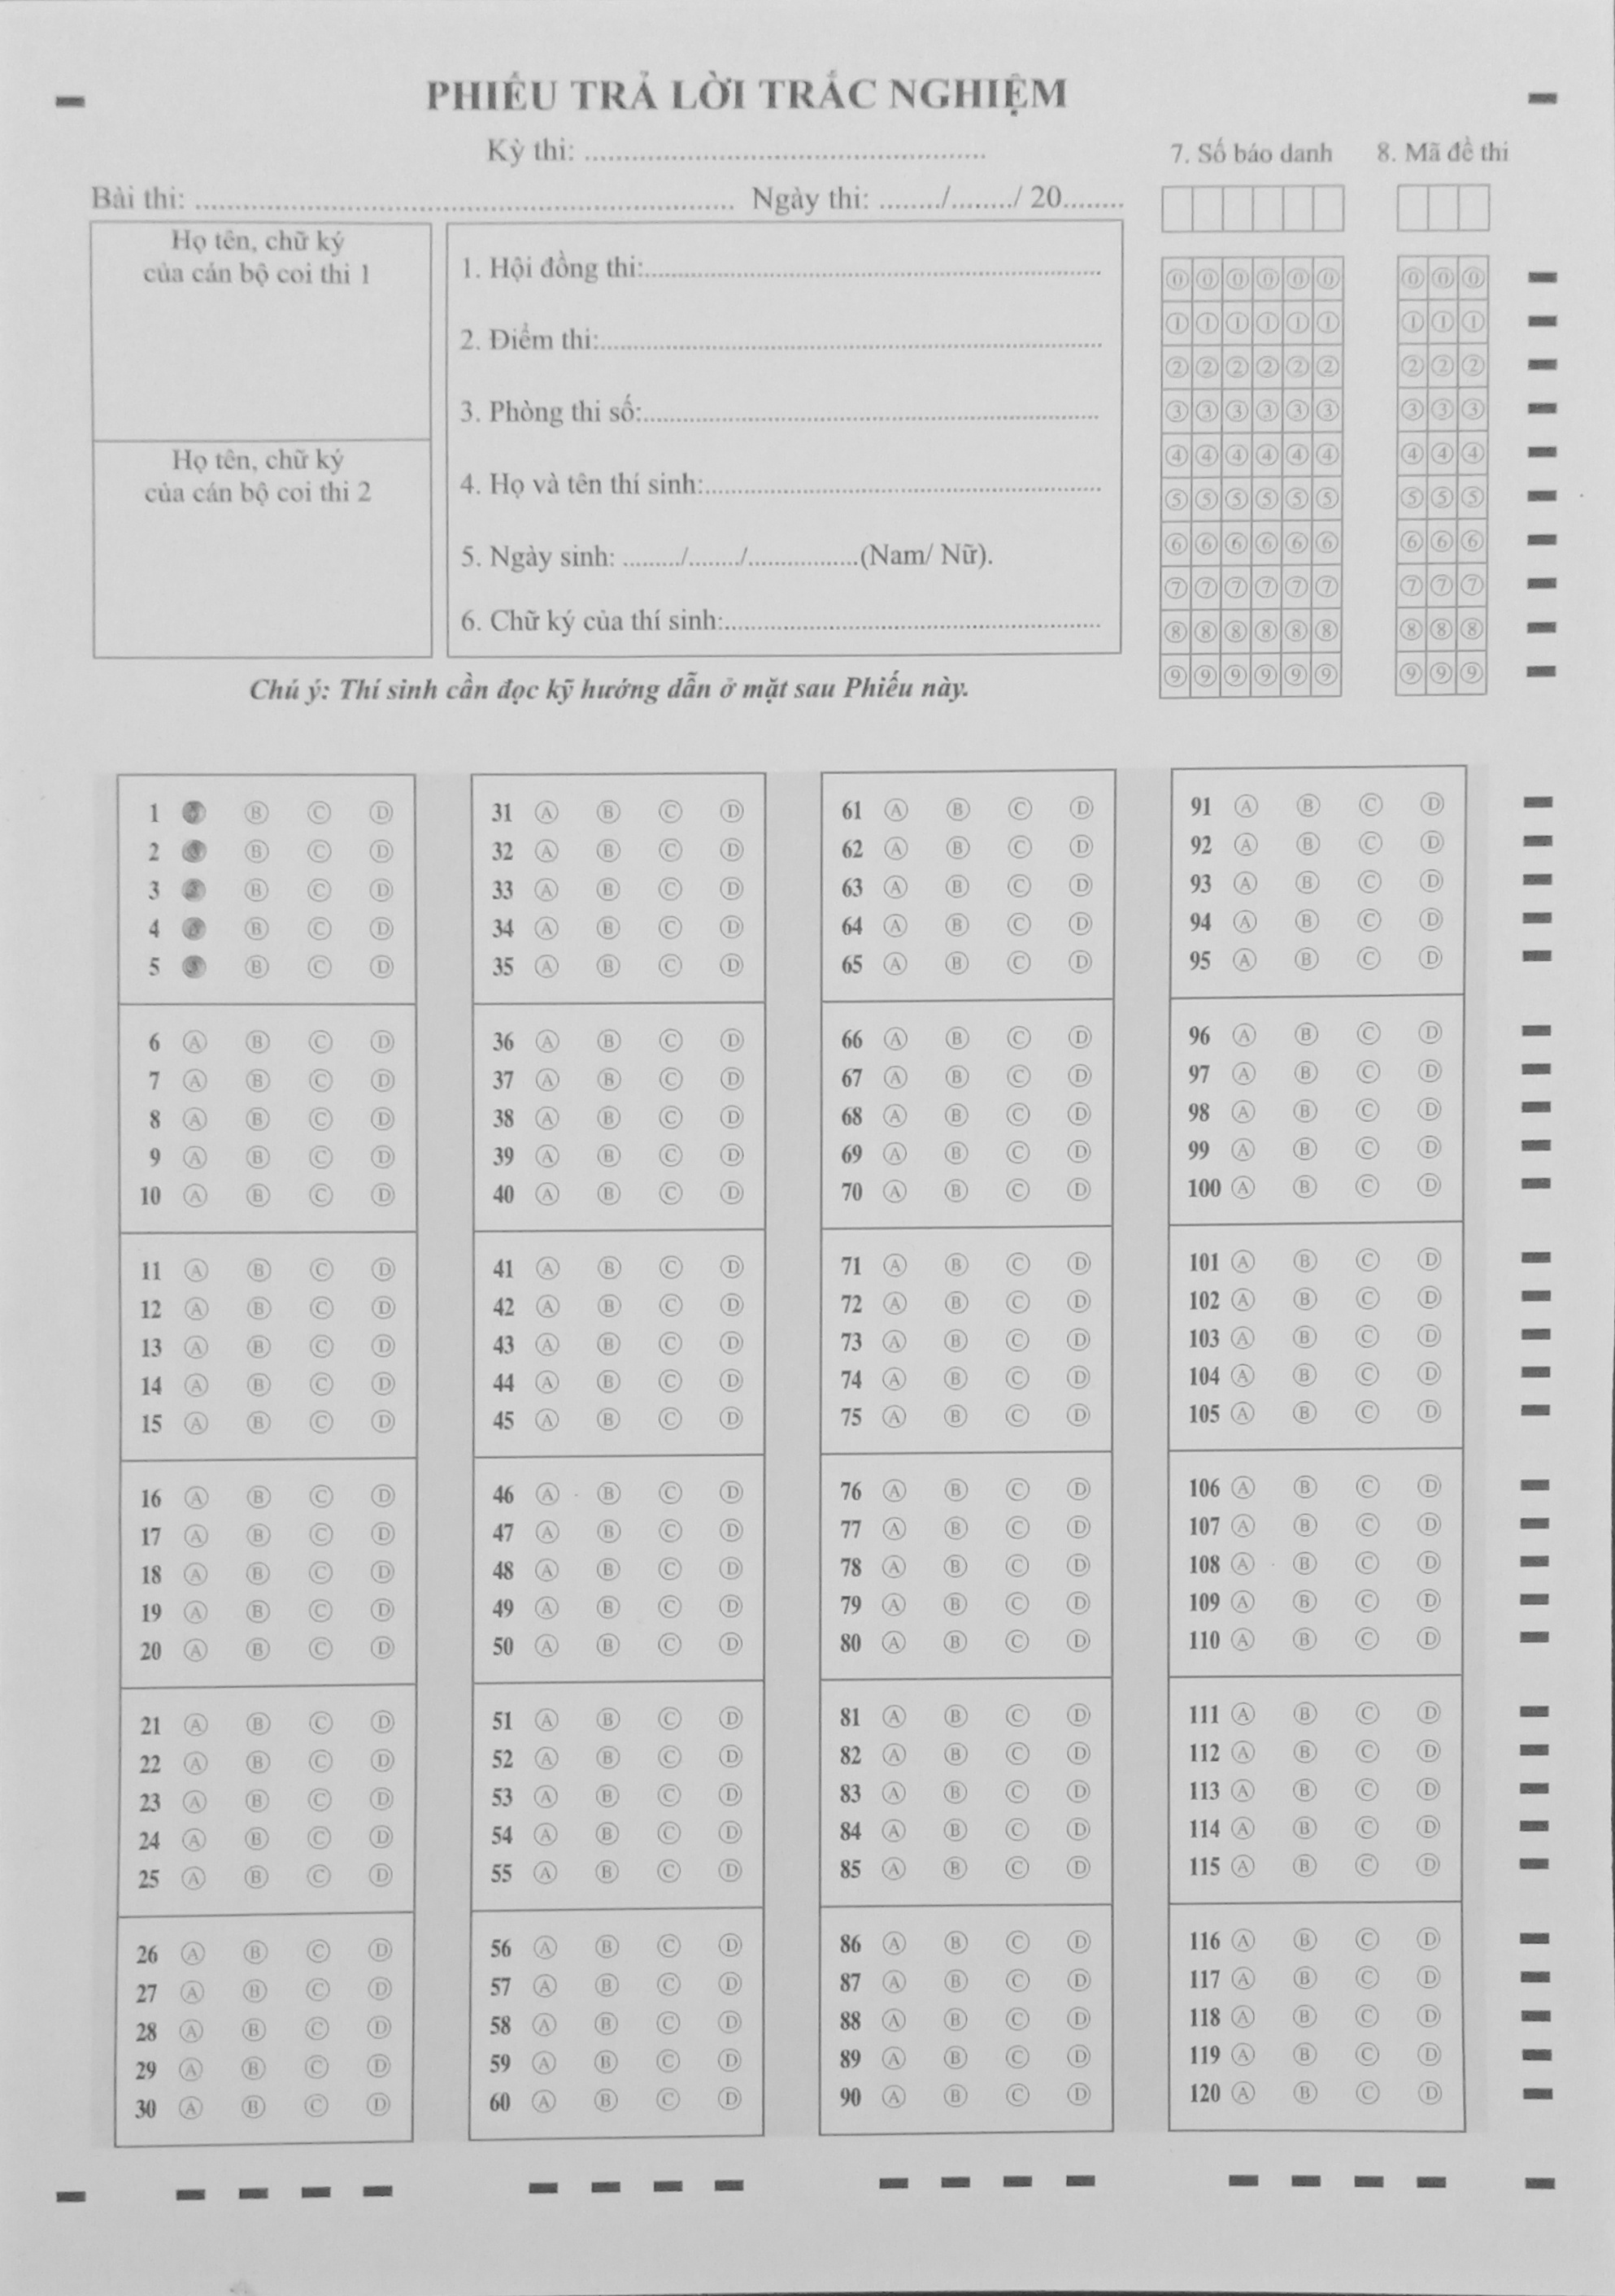 PHIẾU TRẢ LỜI TRẮC NGHIỆM
Kỳ thi: ....................................................
Bài thi: ..................................................................... Ngày thi: ......../......../ 20........
7. Số báo danh
8. Mã đề thi
Họ tên, chữ ký
của cán bộ coi thi 1
Họ tên, chữ ký
của cán bộ coi thi 2
1. Hội đồng thi:..........................................................
2. Điểm thi:................................................................
3. Phòng thi số:..........................................................
4. Họ và tên thí sinh:..................................................
5. Ngày sinh: ......../......../...............(Nam/ Nữ).
6. Chữ ký của thí sinh:................................................
0 0 0 0 0 0 0 0 0
1 1 1 1 1 1 1 1 1
2 2 2 2 2 2 2 2 2
3 3 3 3 3 3 3 3 3
4 4 4 4 4 4 4 4 4
5 5 5 5 5 5 5 5 5
6 6 6 6 6 6 6 6 6
7 7 7 7 7 7 7 7 7
8 8 8 8 8 8 8 8 8
9 9 9 9 9 9 9 9 9
Chú ý: Thí sinh cần đọc kỹ hướng dẫn ở mặt sau Phiếu này.
1 B C D
2 B C D
3 B C D
4 B C D
5 B C D
6 A B C D
7 A B C D
8 A B C D
9 A B C D
10 A B C D
11 A B C D
12 A B C D
13 A B C D
14 A B C D
15 A B C D
16 A B C D
17 A B C D
18 A B C D
19 A B C D
20 A B C D
21 A B C D
22 A B C D
23 A B C D
24 A B C D
25 A B C D
26 A B C D
27 A B C D
28 A B C D
29 A B C D
30 A B C D
31 A B C D
32 A B C D
33 A B C D
34 A B C D
35 A B C D
36 A B C D
37 A B C D
38 A B C D
39 A B C D
40 A B C D
41 A B C D
42 A B C D
43 A B C D
44 A B C D
45 A B C D
46 A B C D
47 A B C D
48 A B C D
49 A B C D
50 A B C D
51 A B C D
52 A B C D
53 A B C D
54 A B C D
55 A B C D
56 A B C D
57 A B C D
58 A B C D
59 A B C D
60 A B C D
61 A B C D
62 A B C D
63 A B C D
64 A B C D
65 A B C D
66 A B C D
67 A B C D
68 A B C D
69 A B C D
70 A B C D
71 A B C D
72 A B C D
73 A B C D
74 A B C D
75 A B C D
76 A B C D
77 A B C D
78 A B C D
79 A B C D
80 A B C D
81 A B C D
82 A B C D
83 A B C D
84 A B C D
85 A B C D
86 A B C D
87 A B C D
88 A B C D
89 A B C D
90 A B C D
91 A B C D
92 A B C D
93 A B C D
94 A B C D
95 A B C D
96 A B C D
97 A B C D
98 A B C D
99 A B C D
100 A B C D
101 A B C D
102 A B C D
103 A B C D
104 A B C D
105 A B C D
106 A B C D
107 A B C D
108 A B C D
109 A B C D
110 A B C D
111 A B C D
112 A B C D
113 A B C D
114 A B C D
115 A B C D
116 A B C D
117 A B C D
118 A B C D
119 A B C D
120 A B C D